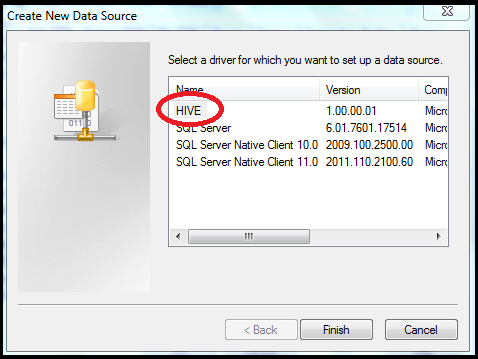 Create New Data Source
Select a driver for which you want to set up a data source.
Name Version Comp
HIVE 1.00.00.01 Micro
SQL Server 6.01.7601.17514 Micro
SQL Server Native Client 10.0 2009.100.2500.00 Micro
SQL Server Native Client 11.0 2011.110.2100.60 Micro
< Back Finish Cancel